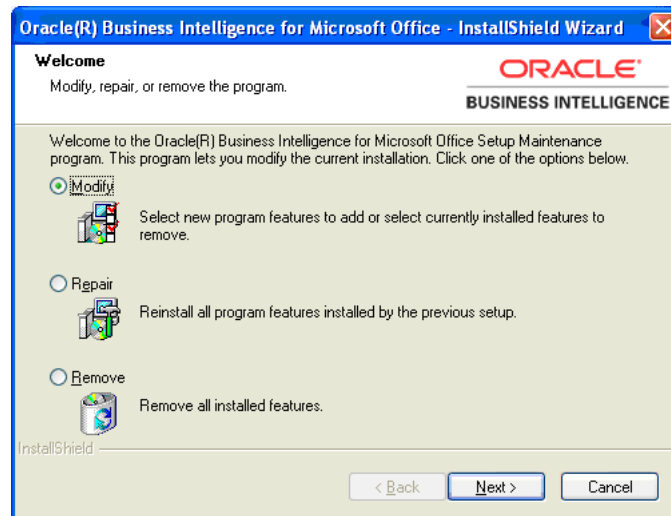 Oracle(R) Business Intelligence for Microsoft Office - InstallShield Wizard
Welcome
Modify, repair, or remove the program.
ORACLE
BUSINESS INTELLIGENCE
Welcome to the Oracle(R) Business Intelligence for Microsoft Office Setup Maintenance
program. This program lets you modify the current installation. Click one of the options below.
Modify
Select new program features to add or select currently installed features to
remove.
Repair
Reinstall all program features installed by the previous setup.
Remove
Remove all installed features.
InstallShield
< Back
Next >
Cancel